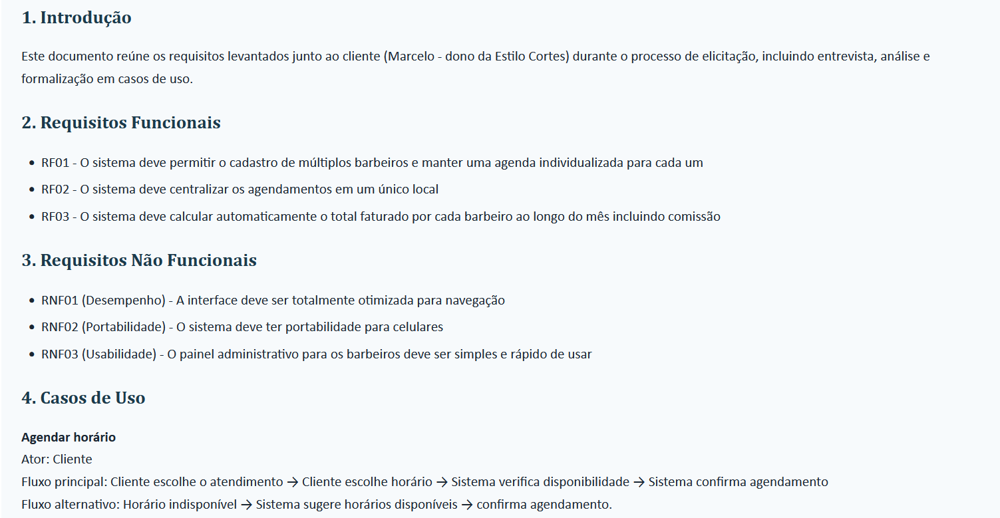 1. Introdução
Este documento reúne os requisitos levantados junto ao cliente (Marcelo - dono da Estilo Cortes) durante o processo de elicitação, incluindo entrevista, análise e
formalização em casos de uso.
2. Requisitos Funcionais
• RF01 - O sistema deve permitir o cadastro de múltiplos barbeiros e manter uma agenda individualizada para cada um
• RF02 - O sistema deve centralizar os agendamentos em um único local
• RF03 - O sistema deve calcular automaticamente o total faturado por cada barbeiro ao longo do mês incluindo comissão
3. Requisitos Não Funcionais
• RNF01 (Desempenho) - A interface deve ser totalmente otimizada para navegação
• RNF02 (Portabilidade) - O sistema deve ter portabilidade para celulares
• RNF03 (Usabilidade) - O painel administrativo para os barbeiros deve ser simples e rápido de usar
4. Casos de Uso
Agendar horário
Ator: Cliente
Fluxo principal: Cliente escolhe o atendimento → Cliente escolhe horário → Sistema verifica disponibilidade → Sistema confirma agendamento
Fluxo alternativo: Horário indisponível → Sistema sugere horários disponíveis → confirma agendamento.